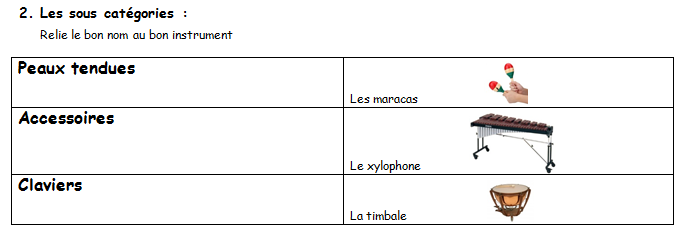 2. Les sous catégories :
Relie le bon nom au bon instrument
Peaux tendues
Les maracas
Accessoires
Le xylophone
Claviers
La timbale